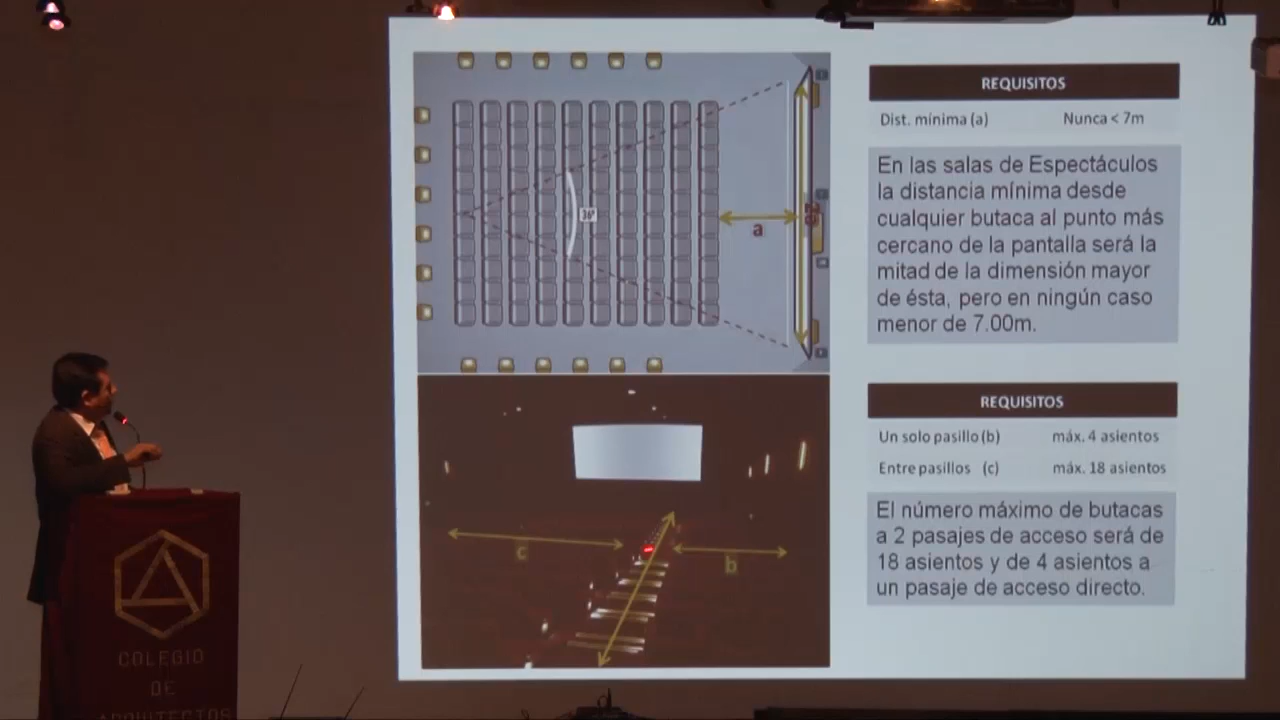 REQUISITOS
Dist. mínima (a) Nunca < 7m
En las salas de Espectáculos
la distancia mínima desde
cualquier butaca al punto más
cercano de la pantalla será la
mitad de la dimensión mayor
de ésta, pero en ningún caso
menor de 7.00m.
36º
a
REQUISITOS
Un solo pasillo (b) máx. 4 asientos
Entre pasillos (c) máx. 18 asientos
El número máximo de butacas
a 2 pasajes de acceso será de
18 asientos y de 4 asientos a
un pasaje de acceso directo.
c
b
COLEGIO
DE
ARQUITECTOS